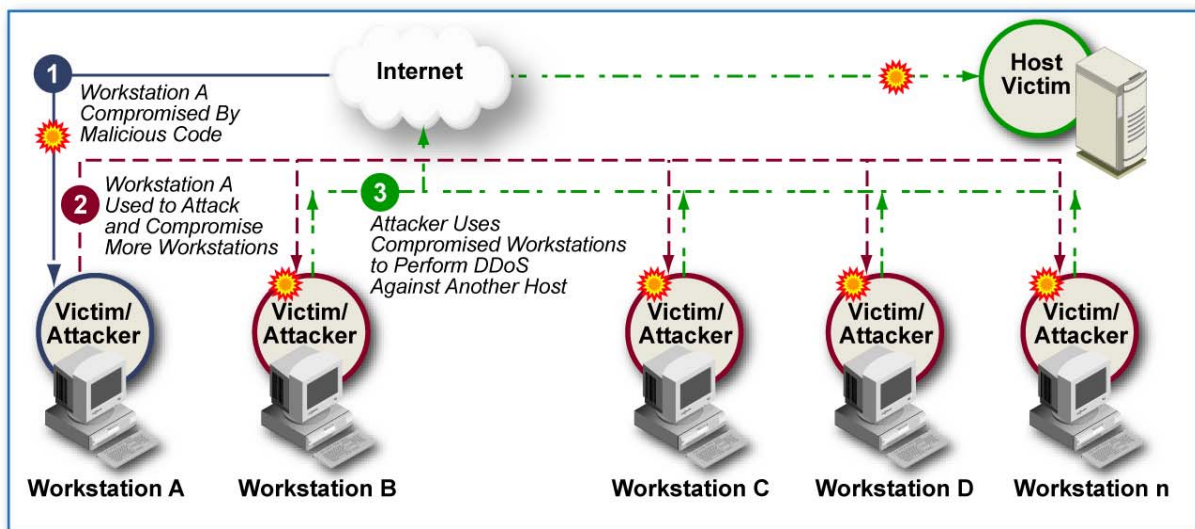 1
Workstation A
Compromised By
Malicious Code
Internet
Host
Victim
2
Workstation A
Used to Attack
and Compromise
More Workstations
3
Attacker Uses
Compromised Workstations
to Perform DDoS
Against Another Host
Victim/
Attacker
Victim/
Attacker
Victim/
Attacker
Victim/
Attacker
Victim/
Attacker
Workstation A
Workstation B
Workstation C
Workstation D
Workstation n